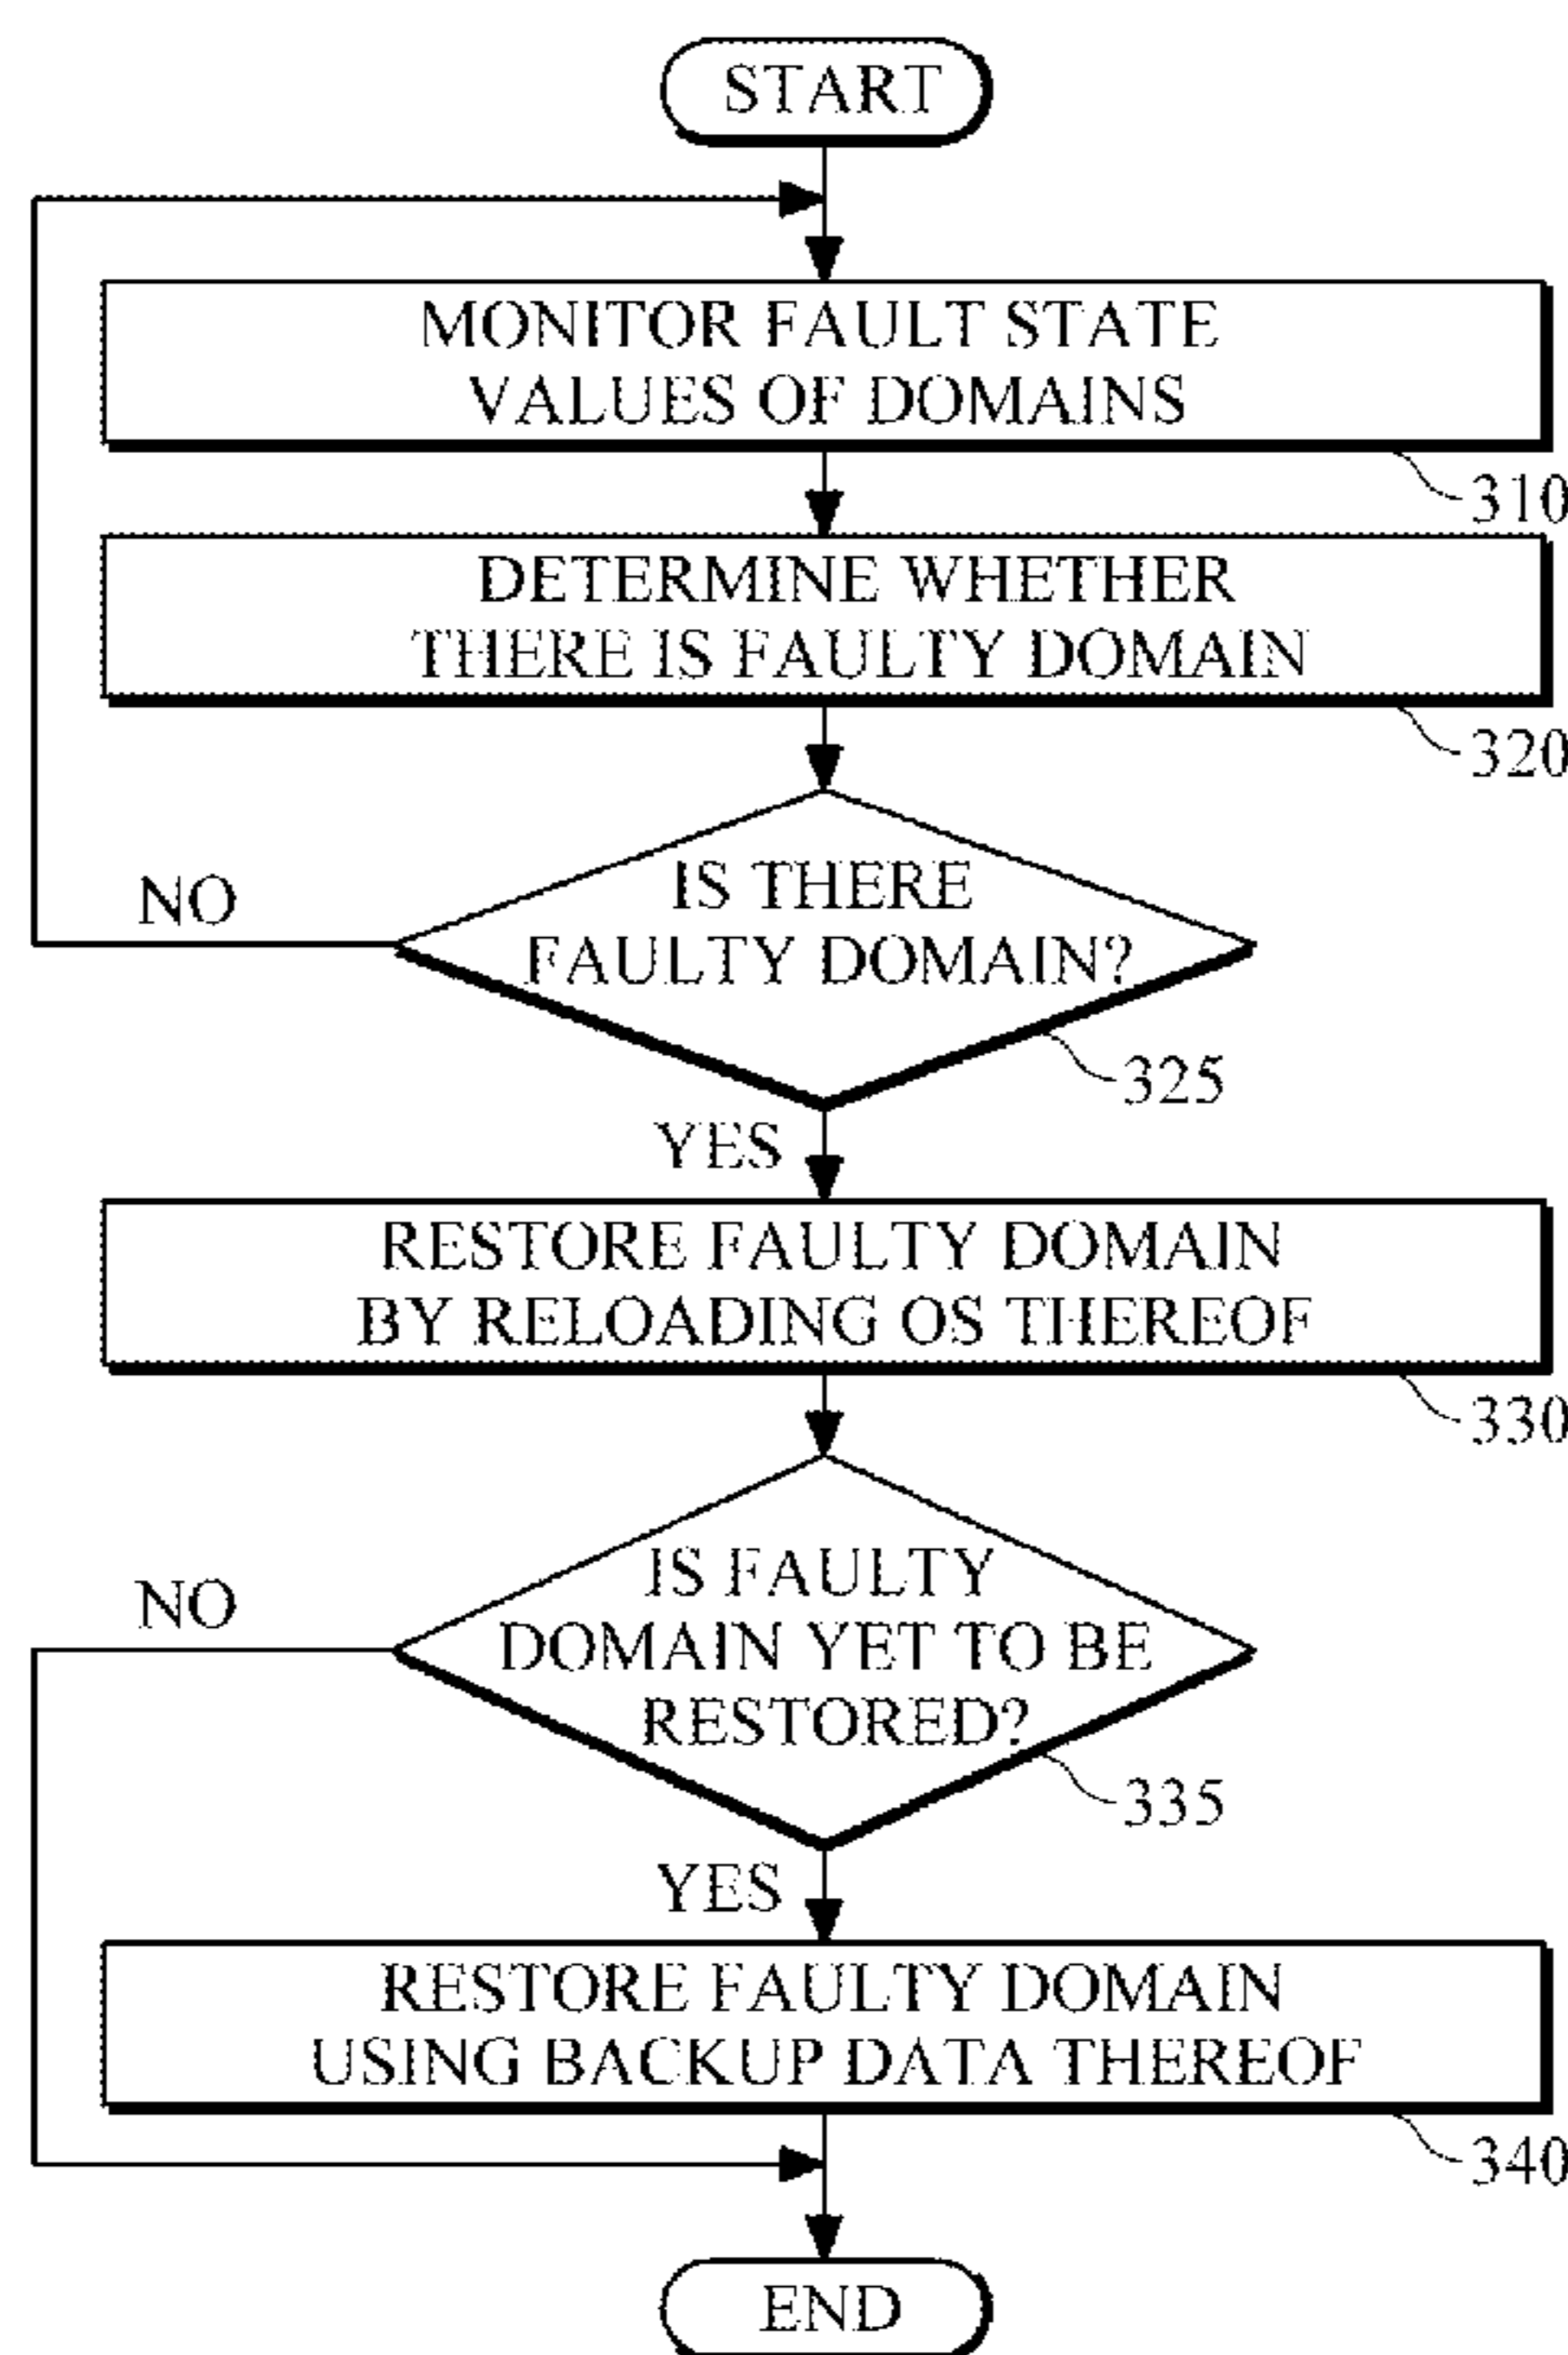 START
MONITOR FAULT STATE
VALUES OF DOMAINS
310
DETERMINE WHETHER
THERE IS FAULTY DOMAIN
320
IS THERE
FAULTY DOMAIN?
NO
325
YES
RESTORE FAULTY DOMAIN
BY RELOADING OS THEREOF
330
IS FAULTY
DOMAIN YET TO BE
RESTORED?
NO
335
YES
RESTORE FAULTY DOMAIN
USING BACKUP DATA THEREOF
340
END